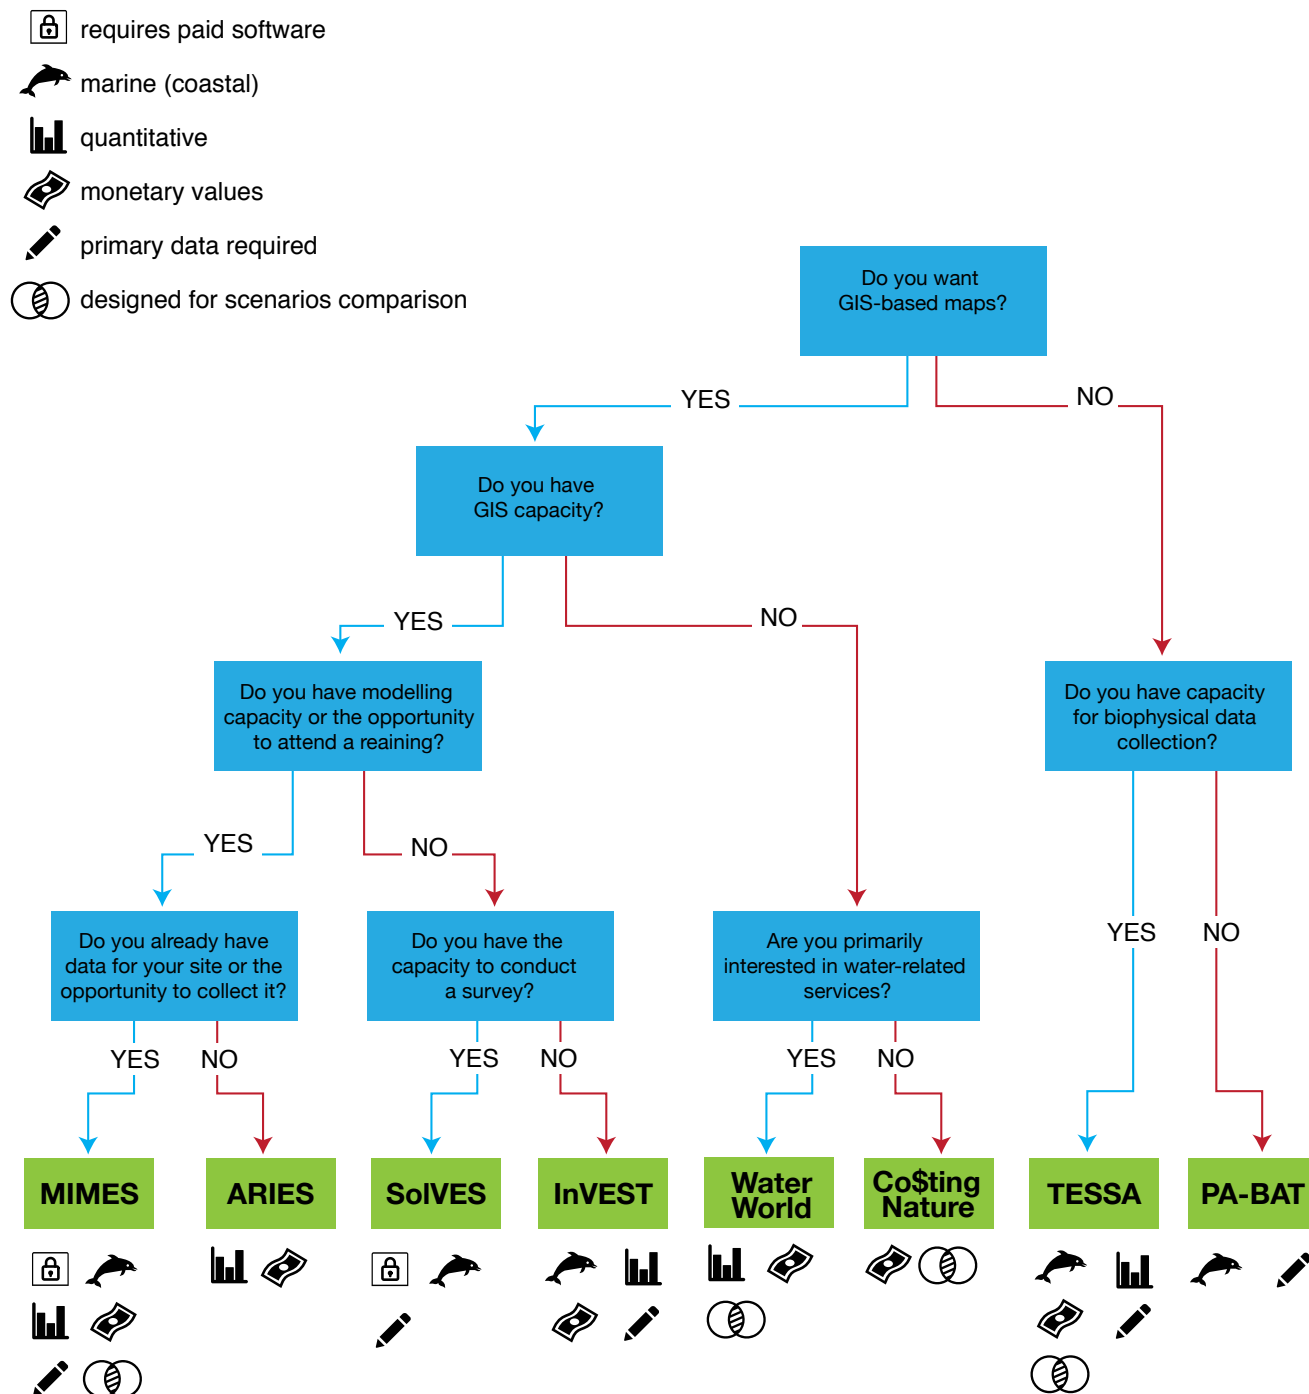 requires paid software
marine (coastal)
quantitative
monetary values
primary data required
designed for scenarios comparison
Do you want
GIS-based maps?
YES
NO
Do you have
GIS capacity?
YES
NO
Do you have modelling
capacity or the opportunity
to attend a reaining?
Do you have capacity
for biophysical data
collection?
YES
NO
Do you already have
data for your site or the
opportunity to collect it?
Do you have the
capacity to conduct
a survey?
Are you primarily
interested in water-related
services?
YES
NO
YES
NO
YES
NO
YES
NO
MIMES
ARIES
SolVES
InVEST
Water
World
Co$ting
Nature
TESSA
PA-BAT